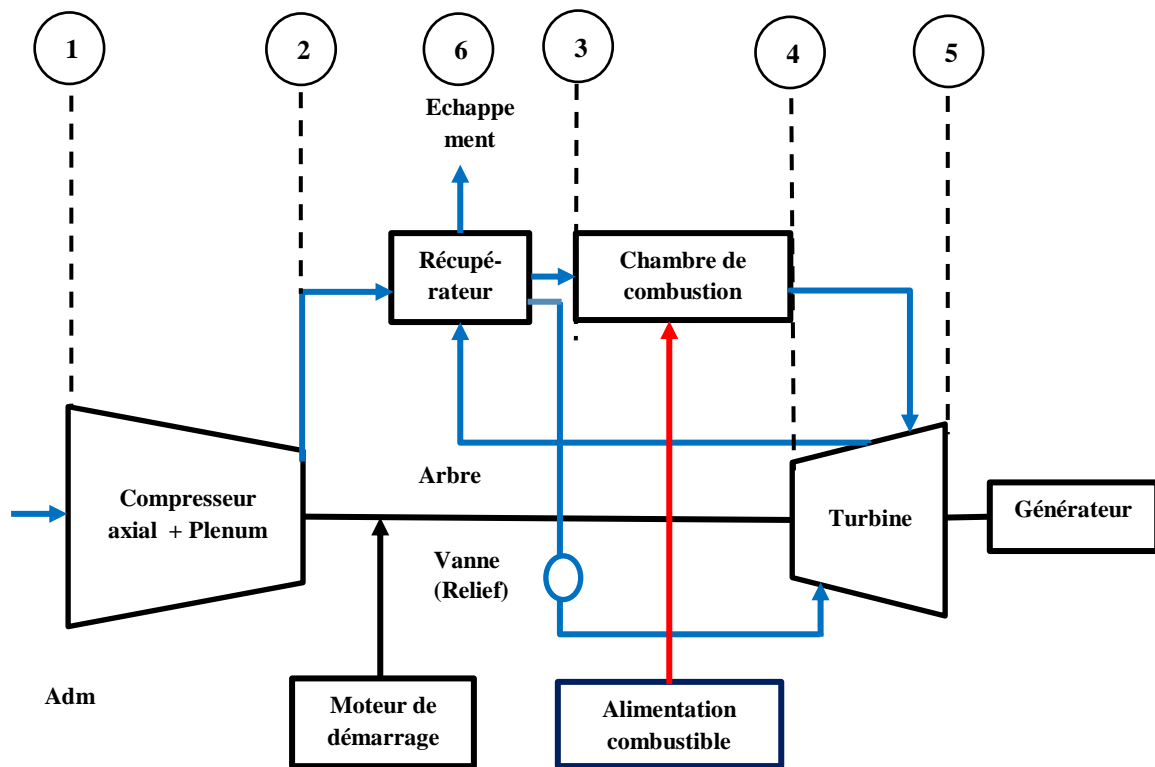 1
2
6
3
4
5
Echappe
ment
Récupé-
rateur
Chambre de
combustion
Arbre
Compresseur
axial + Plenum
Turbine
Générateur
Vanne
(Relief)
Adm
Moteur de
démarrage
Alimentation
combustible